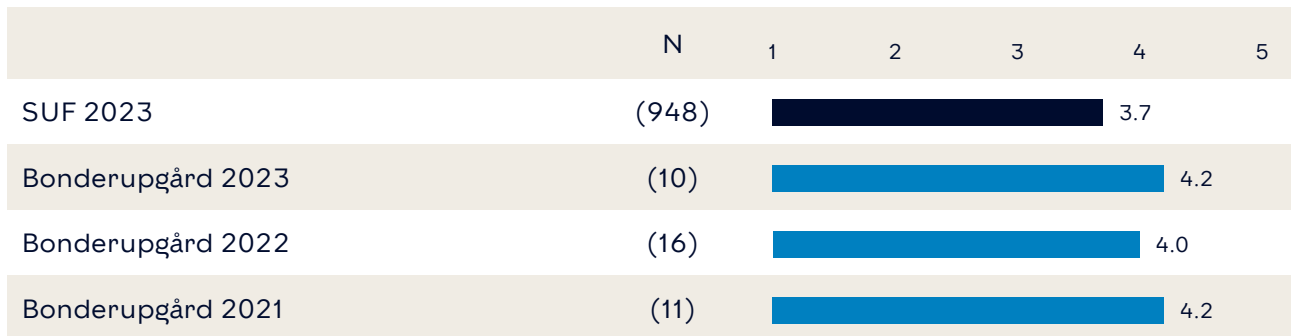 N 1 2 3 4 5
SUF 2023 (948) 3.7
Bonderupgård 2023 (10) 4.2
Bonderupgård 2022 (16) 4.0
Bonderupgård 2021 (11) 4.2